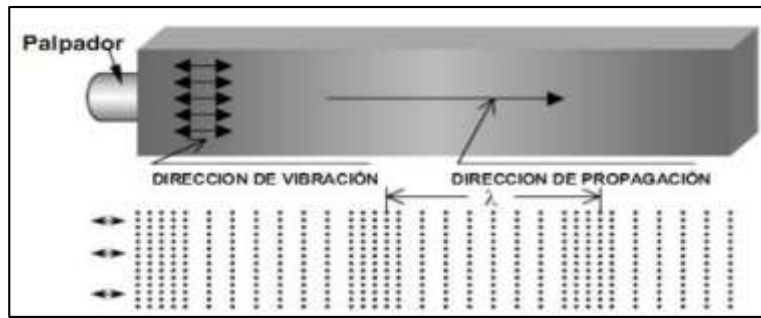 Palpador
DIRECCION DE VIBRACIÓN DIRECCION DE PROPAGACIÓN
λ